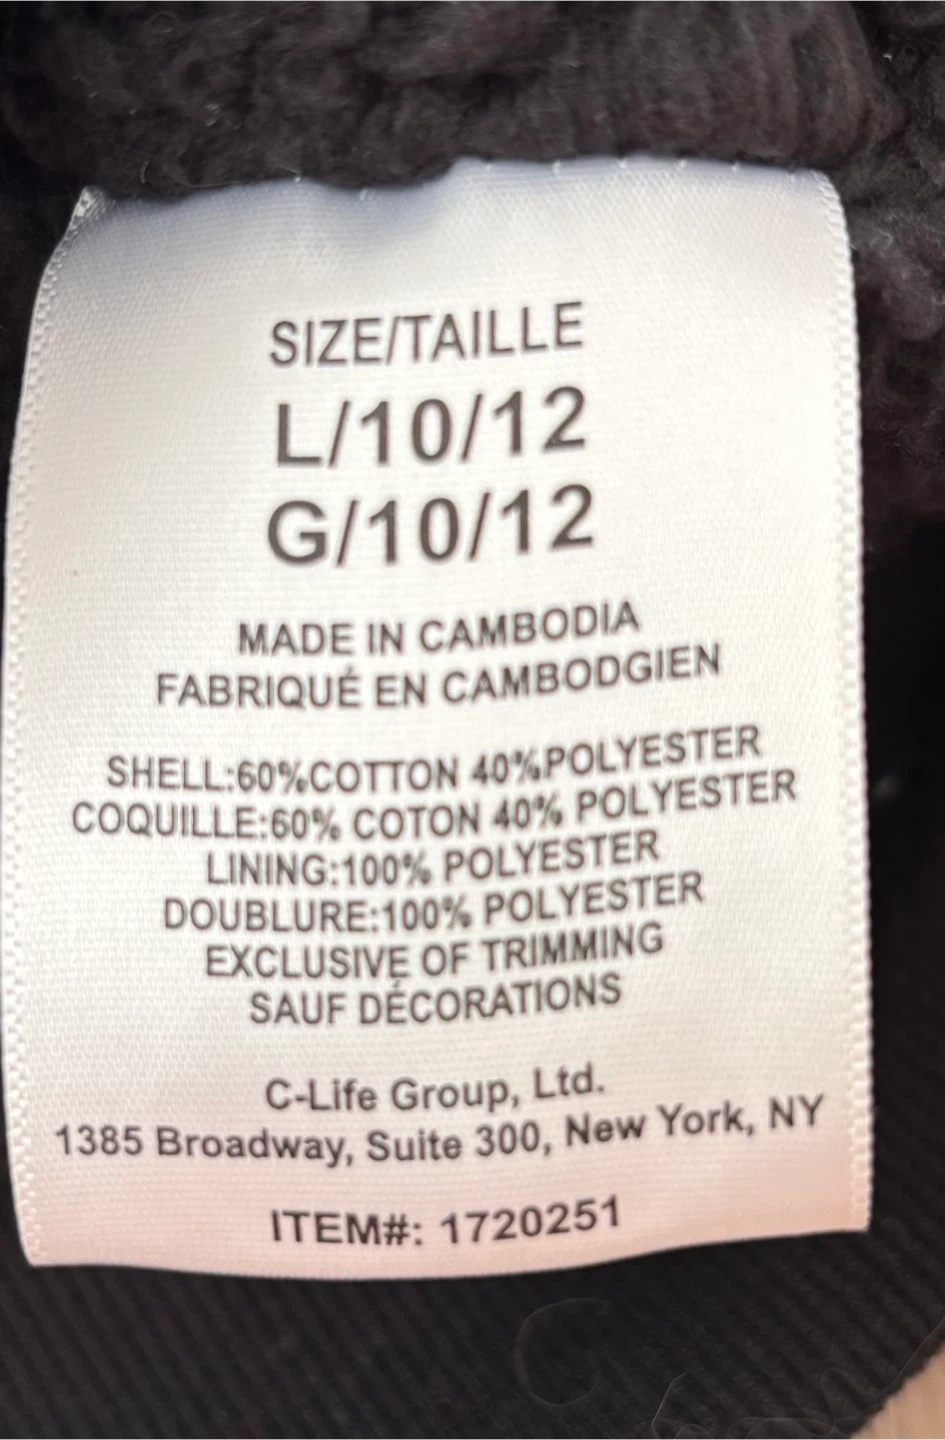 SIZE/TAILLE
L/10/12
G/10/12
MADE IN CAMBODIA
FABRIQUÉ EN CAMBODGIEN
SHELL:60%COTTON 40%POLYESTER
COQUILLE:60% COTON 40% POLYESTER
LINING:100% POLYESTER
DOUBLURE:100% POLYESTER
EXCLUSIVE OF TRIMMING
SAUF DÉCORATIONS
C-Life Group, Ltd.
1385 Broadway, Suite 300, New York, NY
ITEM#: 1720251